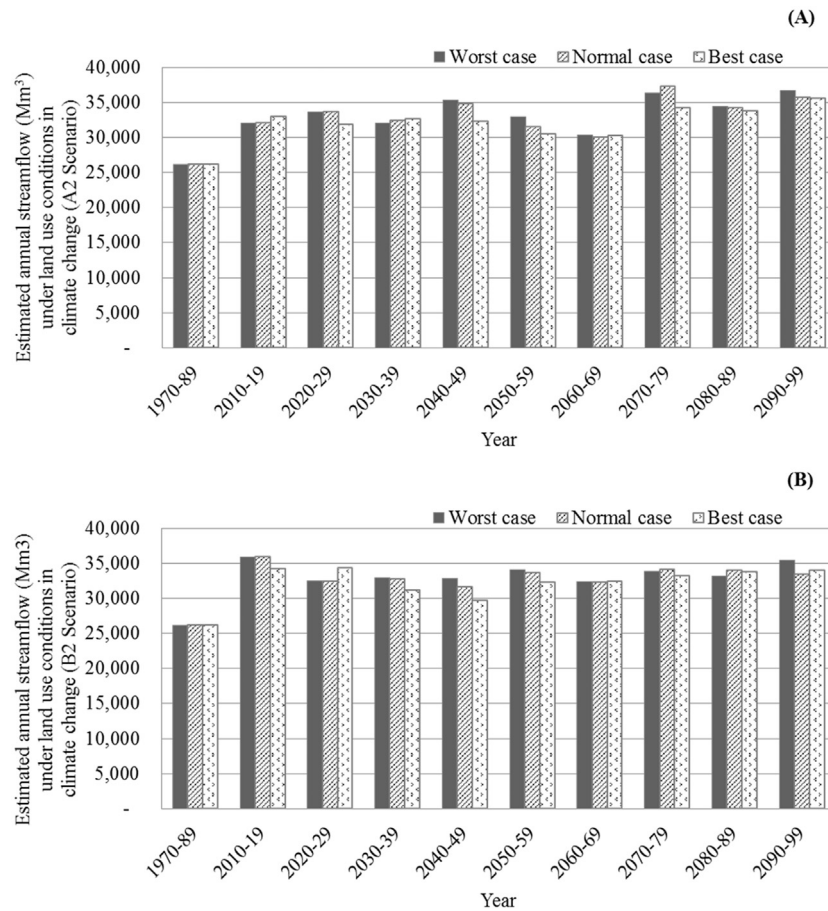 (A)
Worst case Normal case Best case
Estimated annual streamflow (Mm³)
under land use conditions in
climate change (A2 Scenario)
40,000
35,000
30,000
25,000
20,000
15,000
10,000
5,000
-
1970-89 2010-19 2020-29 2030-39 2040-49 2050-59 2060-69 2070-79 2080-89 2090-99
Year
(B)
Worst case Normal case Best case
Estimated annual streamflow (Mm3)
under land use conditions in
climate change (B2 Scenario)
40,000
35,000
30,000
25,000
20,000
15,000
10,000
5,000
-
1970-89 2010-19 2020-29 2030-39 2040-49 2050-59 2060-69 2070-79 2080-89 2090-99
Year